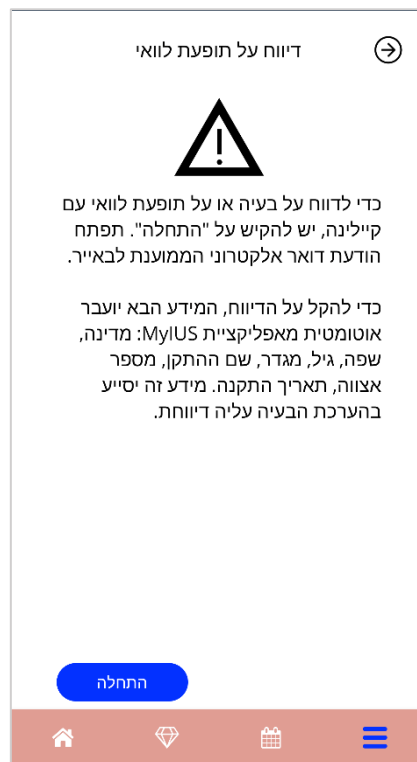 דיווח על תופעת לוואי
כדי לדווח על בעיה או על תופעת לוואי עם
קיילינה, יש להקיש על "התחלה". תפתח
הודעת דואר אלקטרוני הממוענת לבאייר.
כדי להקל על הדיווח, המידע הבא יועבר
אוטומטית מאפליקציית MyIUS: מדינה,
שפה, גיל, מגדר, שם ההתקן, מספר
אצווה, תאריך התקנה. מידע זה יסייע
בהערכת הבעיה עליה דיווחת.
התחלה